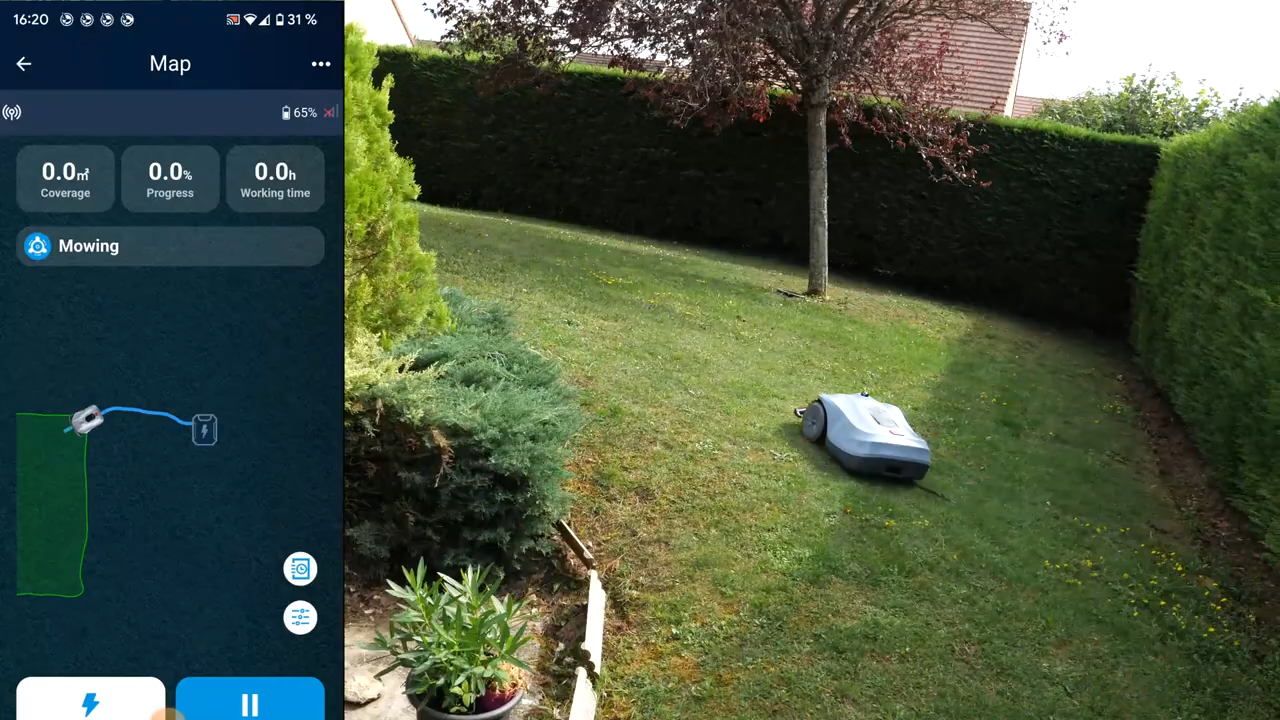 16:20 31 %
Map
65%
0.0㎡ 0.0% 0.0h
Coverage Progress Working time
Mowing